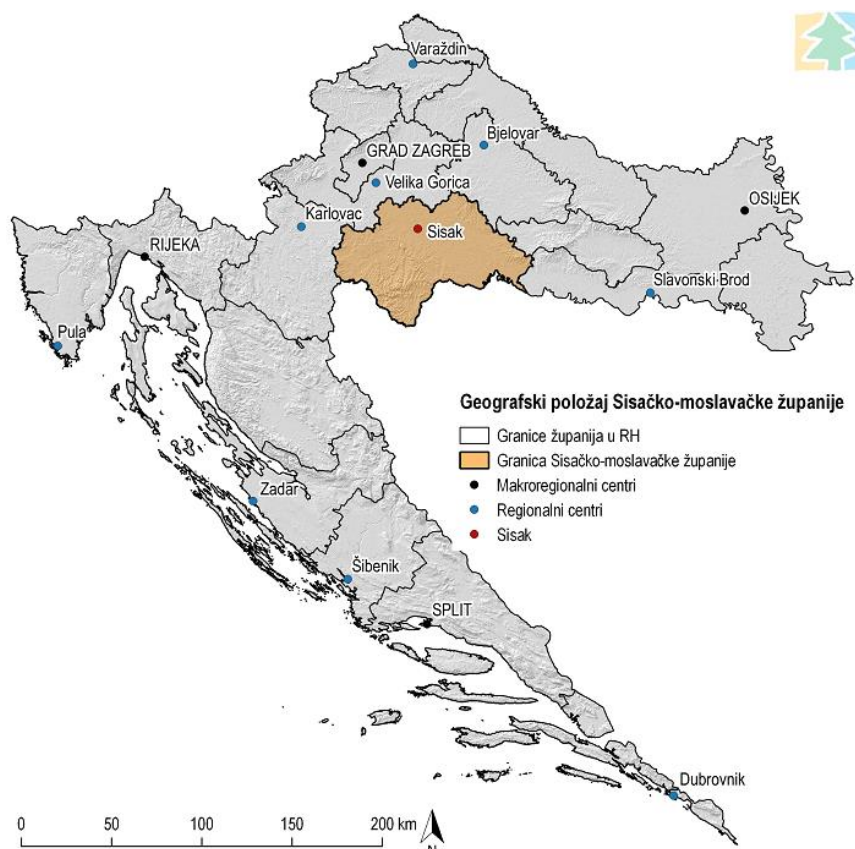 Varaždin
Bjelovar
GRAD ZAGREB
Velika Gorica
OSIJEK
Karlovac
Sisak
RIJEKA
Slavonski Brod
Pula
Geografski položaj Sisačko-moslavačke županije
Granice županija u RH
Granica Sisačko-moslavačke županije
Makroregionalni centri
Regionalni centri
Sisak
Zadar
Šibenik
SPLIT
Dubrovnik
0 50 100 150 200 km
N